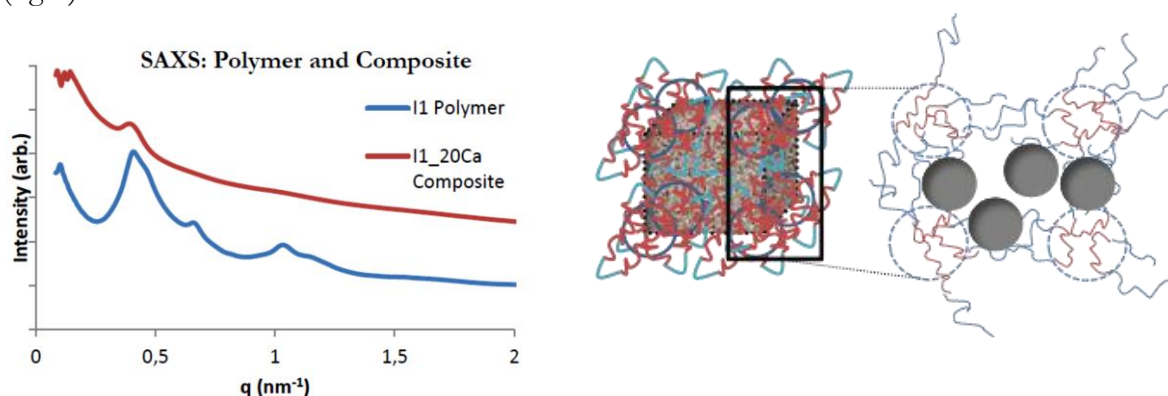 SAXS: Polymer and Composite
I1 Polymer
I1_20Ca
Composite
Intensity (arb.)
0
0,5
1
1,5
2
q (nm⁻¹)